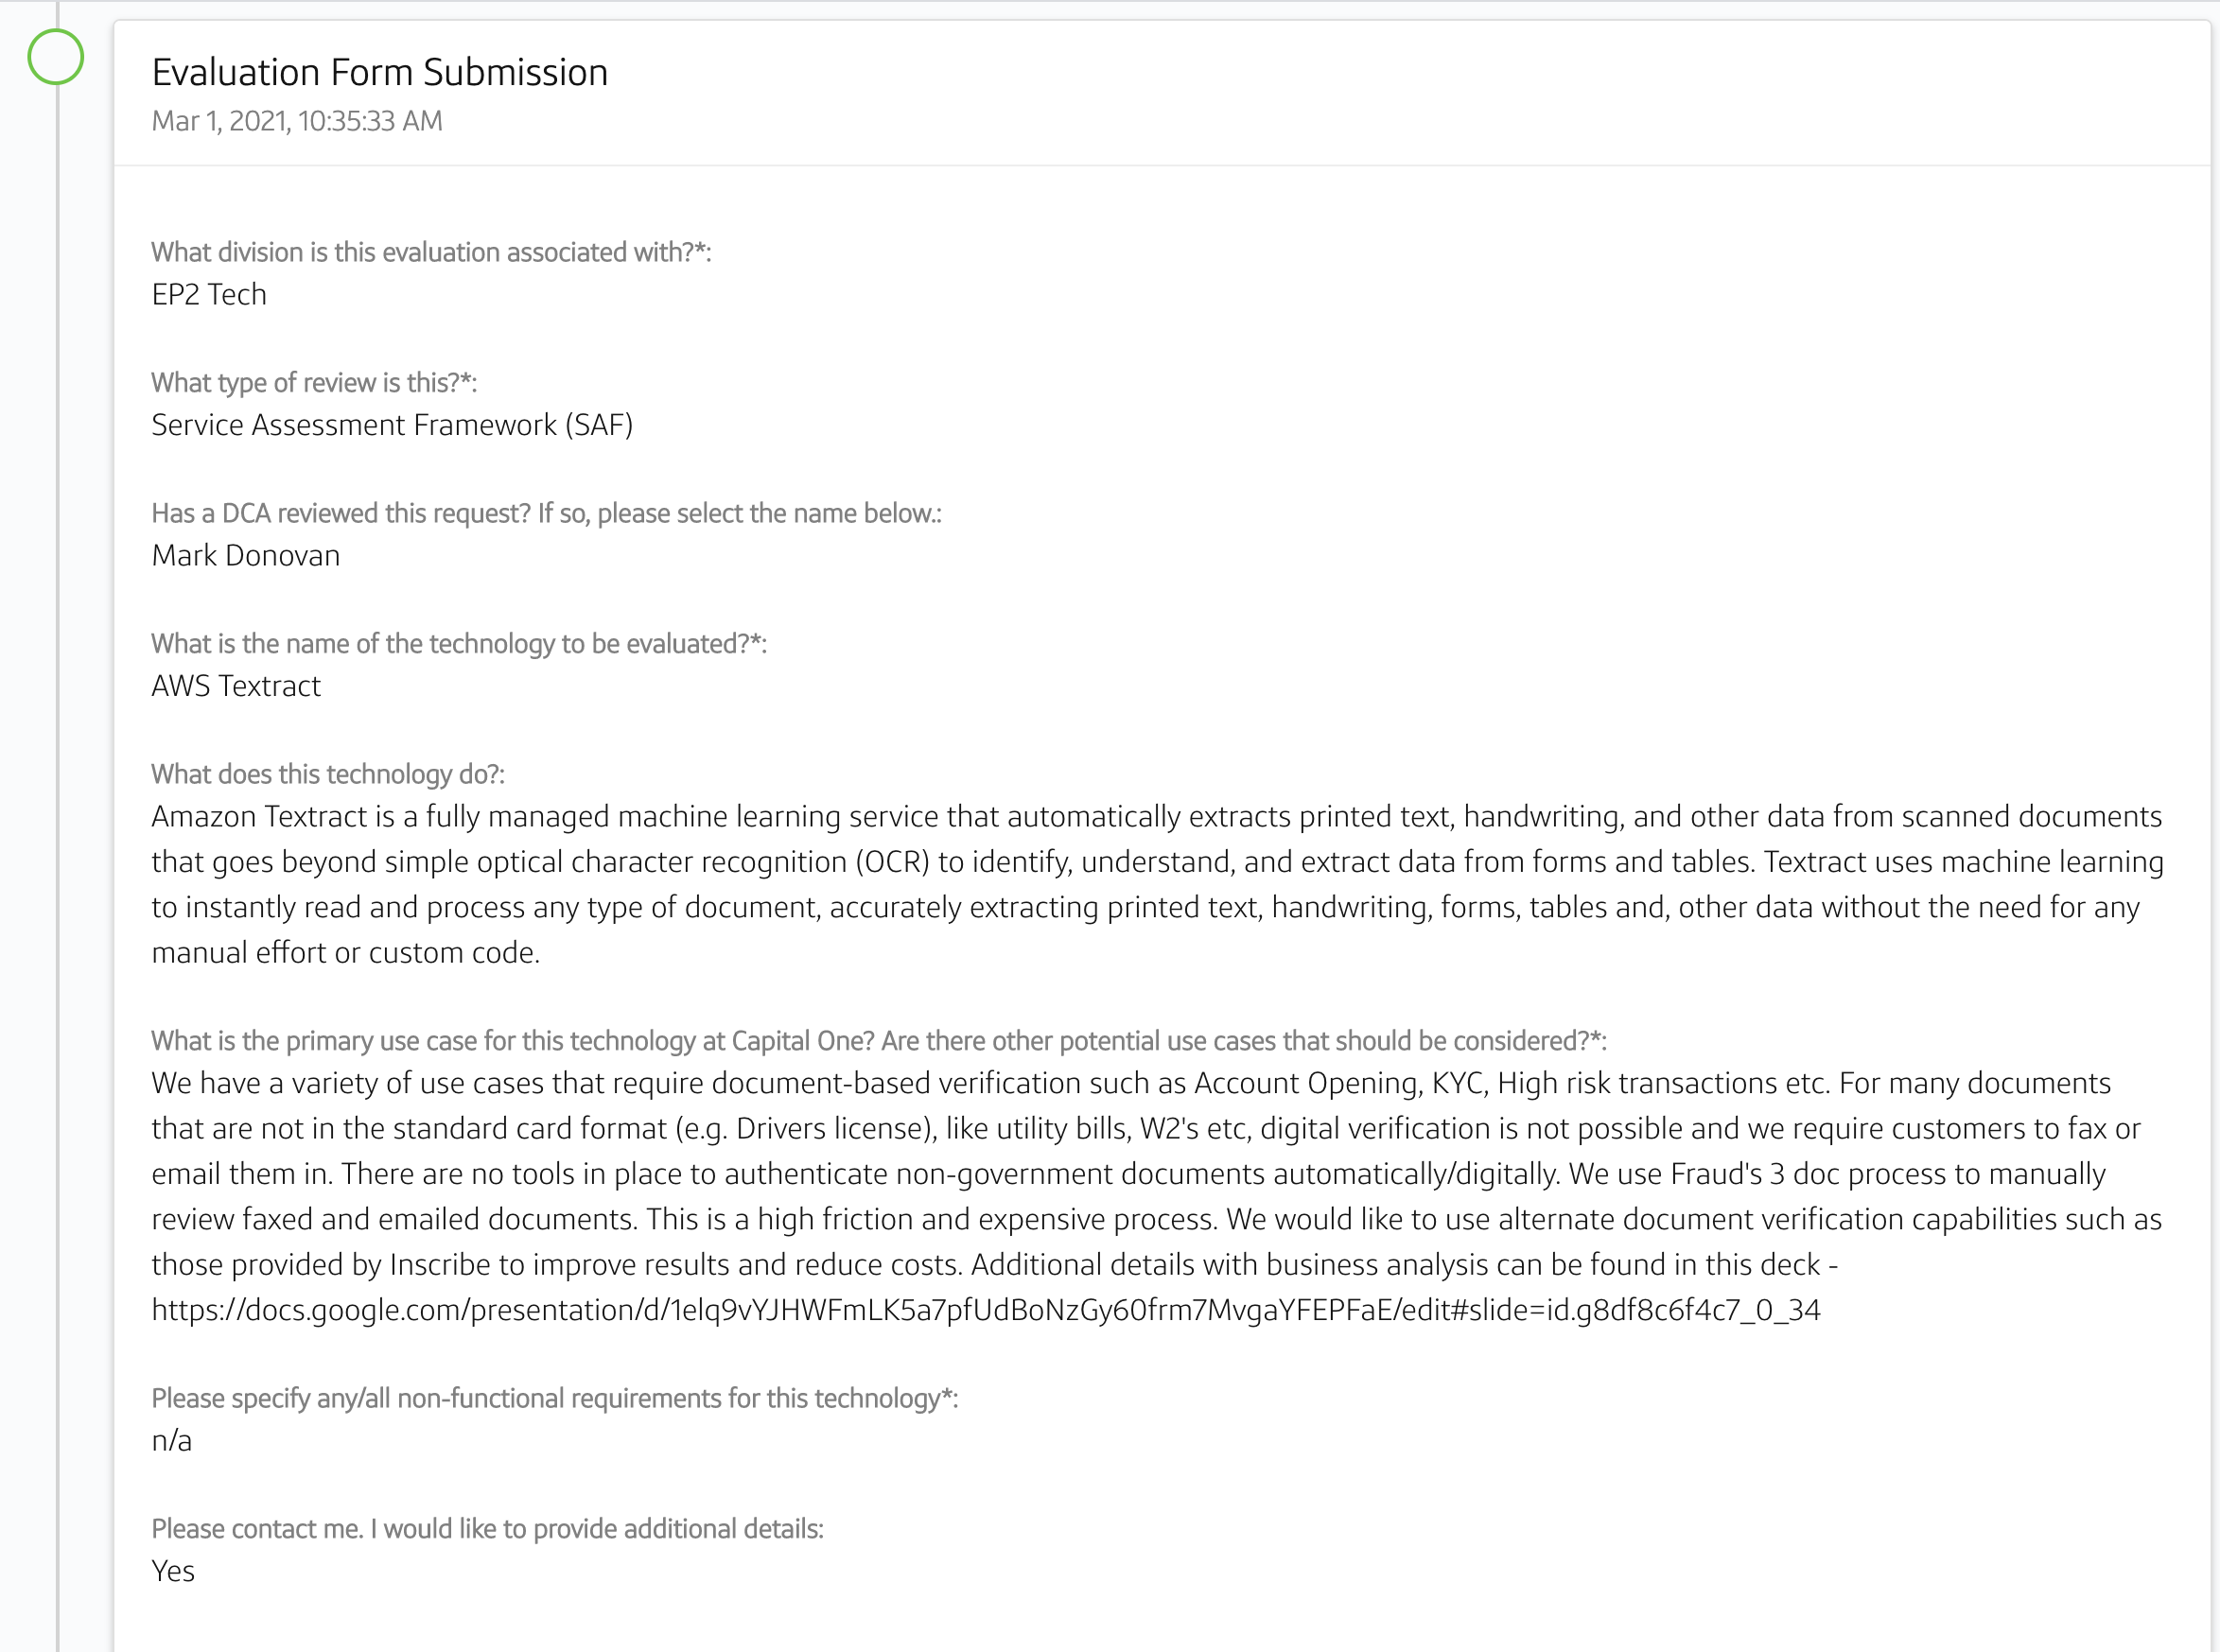 Evaluation Form Submission
Mar 1, 2021, 10:35:33 AM
What division is this evaluation associated with?*:
EP2 Tech
What type of review is this?*:
Service Assessment Framework (SAF)
Has a DCA reviewed this request? If so, please select the name below.:
Mark Donovan
What is the name of the technology to be evaluated?*:
AWS Textract
What does this technology do?:
Amazon Textract is a fully managed machine learning service that automatically extracts printed text, handwriting, and other data from scanned documents
that goes beyond simple optical character recognition (OCR) to identify, understand, and extract data from forms and tables. Textract uses machine learning
to instantly read and process any type of document, accurately extracting printed text, handwriting, forms, tables and, other data without the need for any
manual effort or custom code.
What is the primary use case for this technology at Capital One? Are there other potential use cases that should be considered?*:
We have a variety of use cases that require document-based verification such as Account Opening, KYC, High risk transactions etc. For many documents
that are not in the standard card format (e.g. Drivers license), like utility bills, W2's etc, digital verification is not possible and we require customers to fax or
email them in. There are no tools in place to authenticate non-government documents automatically/digitally. We use Fraud's 3 doc process to manually
review faxed and emailed documents. This is a high friction and expensive process. We would like to use alternate document verification capabilities such as
those provided by Inscribe to improve results and reduce costs. Additional details with business analysis can be found in this deck -
https://docs.google.com/presentation/d/1elq9vYJHWFmLK5a7pfUdBoNzGy60frm7MvgaYFEPFaE/edit#slide=id.g8df8c6f4c7_0_34
Please specify any/all non-functional requirements for this technology*:
n/a
Please contact me. I would like to provide additional details:
Yes